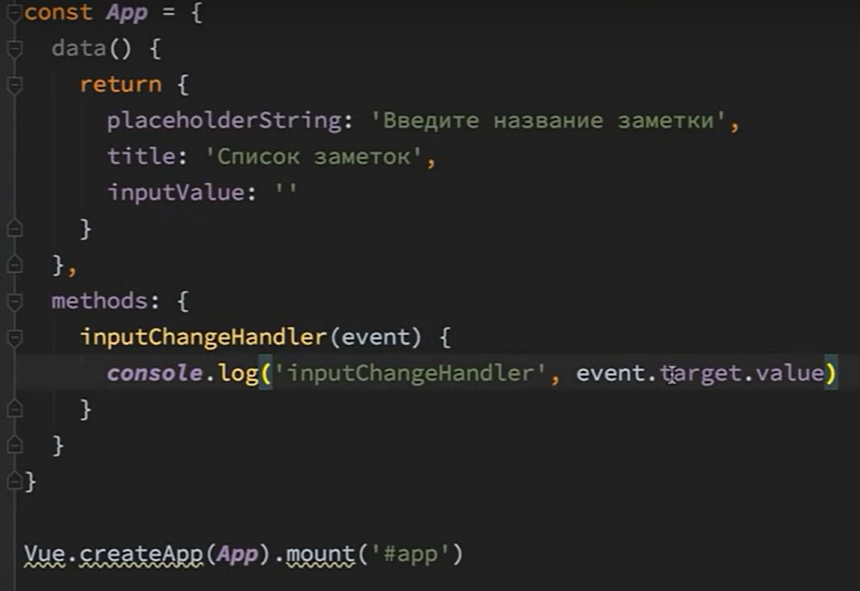 const App = {
  data() {
    return {
      placeholderString: 'Введите название заметки',
      title: 'Список заметок',
      inputValue: ''
    }
  },
  methods: {
    inputChangeHandler(event) {
      console.log('inputChangeHandler', event.target.value)
    }
  }
}
Vue.createApp(App).mount('#app')